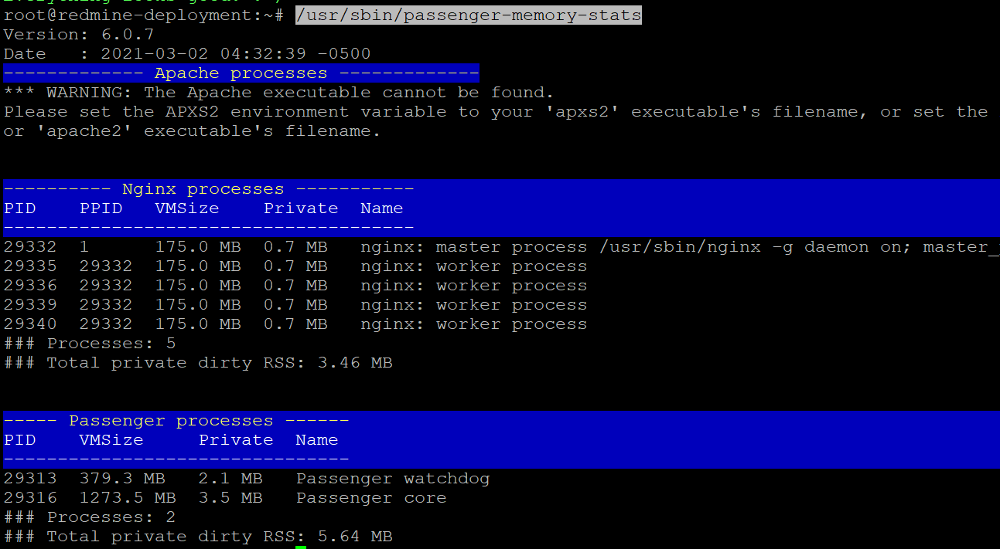 root@redmine-deployment:~# /usr/sbin/passenger-memory-stats
Version: 6.0.7
Date   : 2021-03-02 04:32:39 -0500
------------- Apache processes -------------
*** WARNING: The Apache executable cannot be found.
Please set the APXS2 environment variable to your 'apxs2' executable's filename, or set the
or 'apache2' executable's filename.
---------- Nginx processes -----------
PID    PPID   VMSize    Private  Name
--------------------------------------
29332  1      175.0 MB  0.7 MB   nginx: master process /usr/sbin/nginx -g daemon on; master_
29335  29332  175.0 MB  0.7 MB   nginx: worker process
29336  29332  175.0 MB  0.7 MB   nginx: worker process
29339  29332  175.0 MB  0.7 MB   nginx: worker process
29340  29332  175.0 MB  0.7 MB   nginx: worker process
### Processes: 5
### Total private dirty RSS: 3.46 MB
----- Passenger processes ------
PID    VMSize     Private  Name
--------------------------------
29313  379.3 MB   2.1 MB   Passenger watchdog
29316  1273.5 MB  3.5 MB   Passenger core
### Processes: 2
### Total private dirty RSS: 5.64 MB